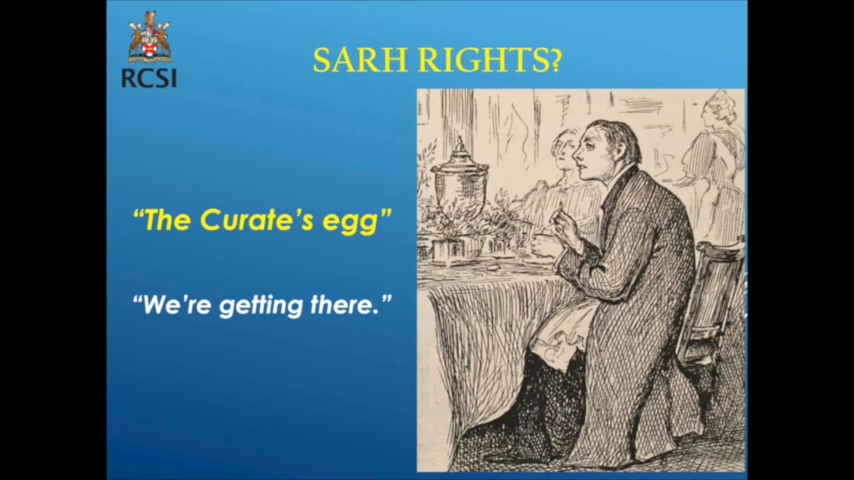 RCSI
SARH RIGHTS?
“The Curate’s egg”
“We’re getting there.”